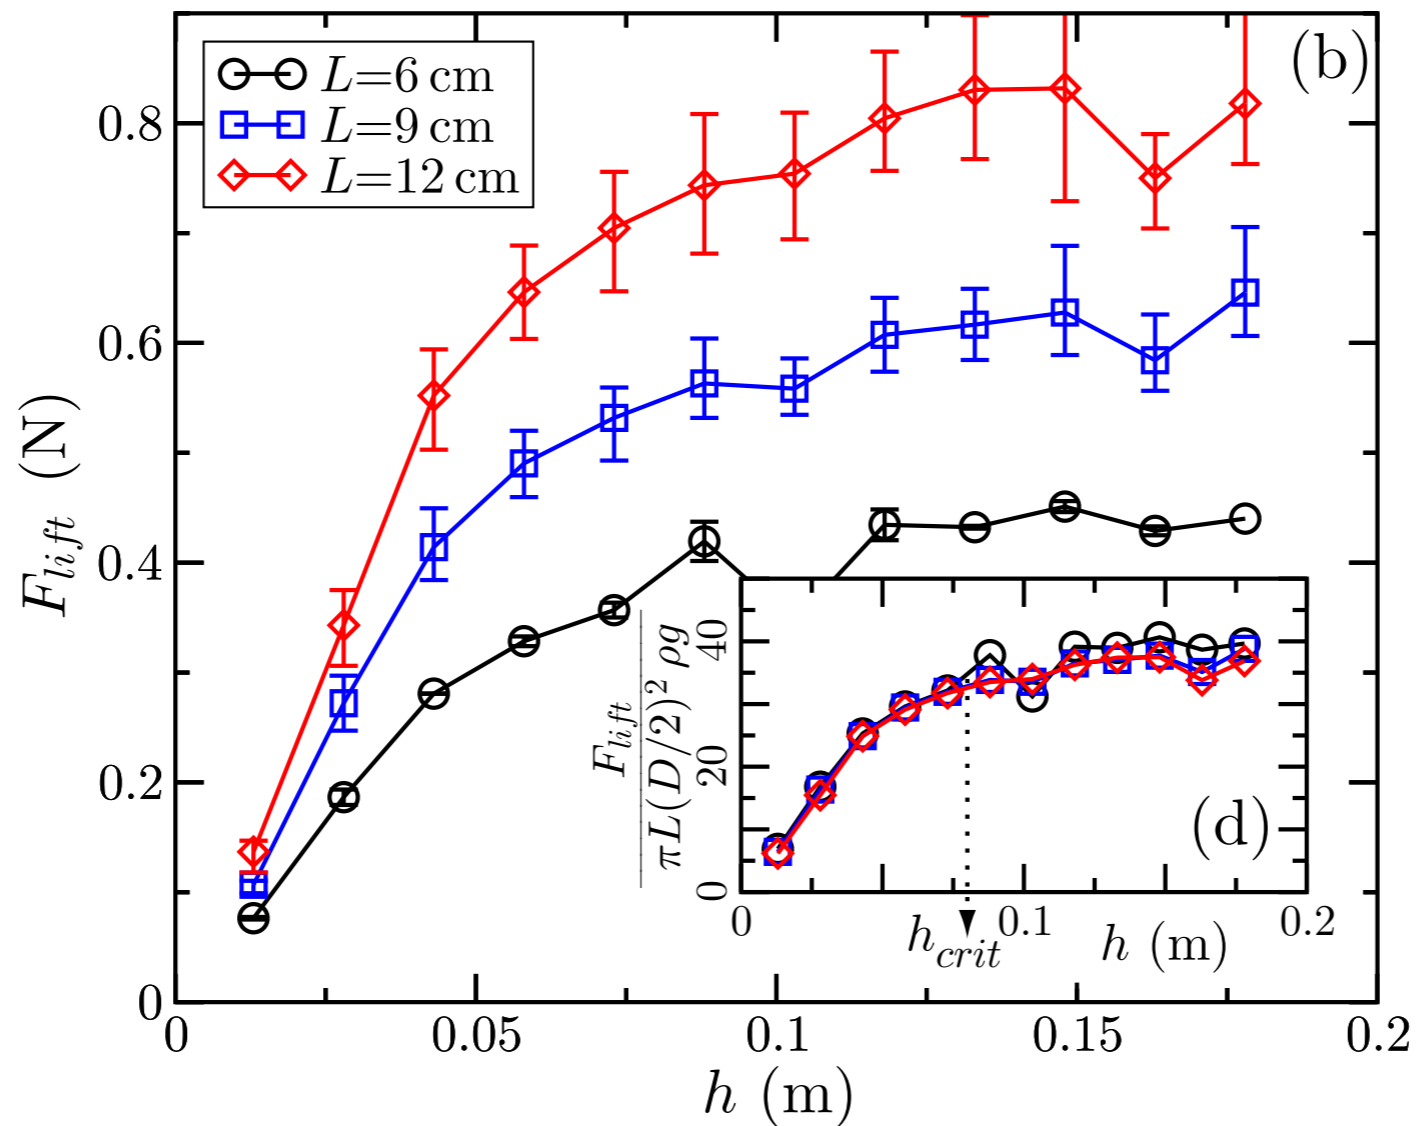 (b)
L=6 cm
L=9 cm
L=12 cm
F_lift (N)
0.8
0.6
0.4
0.2
0
0 0.05 0.1 0.15 0.2
h (m)
F_lift
πL(D/2)² ρg
40
20
0
(d)
0 0.1 0.2
h_crit
h (m)